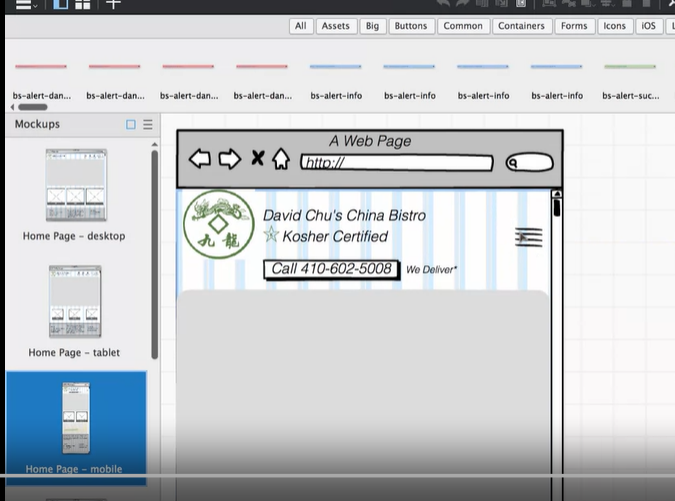 All Assets Big Buttons Common Containers Forms Icons iOS
bs-alert-dan... bs-alert-dan... bs-alert-dan... bs-alert-dan... bs-alert-info bs-alert-info bs-alert-info bs-alert-info bs-alert-suc...
Mockups
Home Page - desktop
Home Page - tablet
Home Page - mobile
A Web Page
http://
David Chu's China Bistro
Kosher Certified
九 龍
Call 410-602-5008 We Deliver*